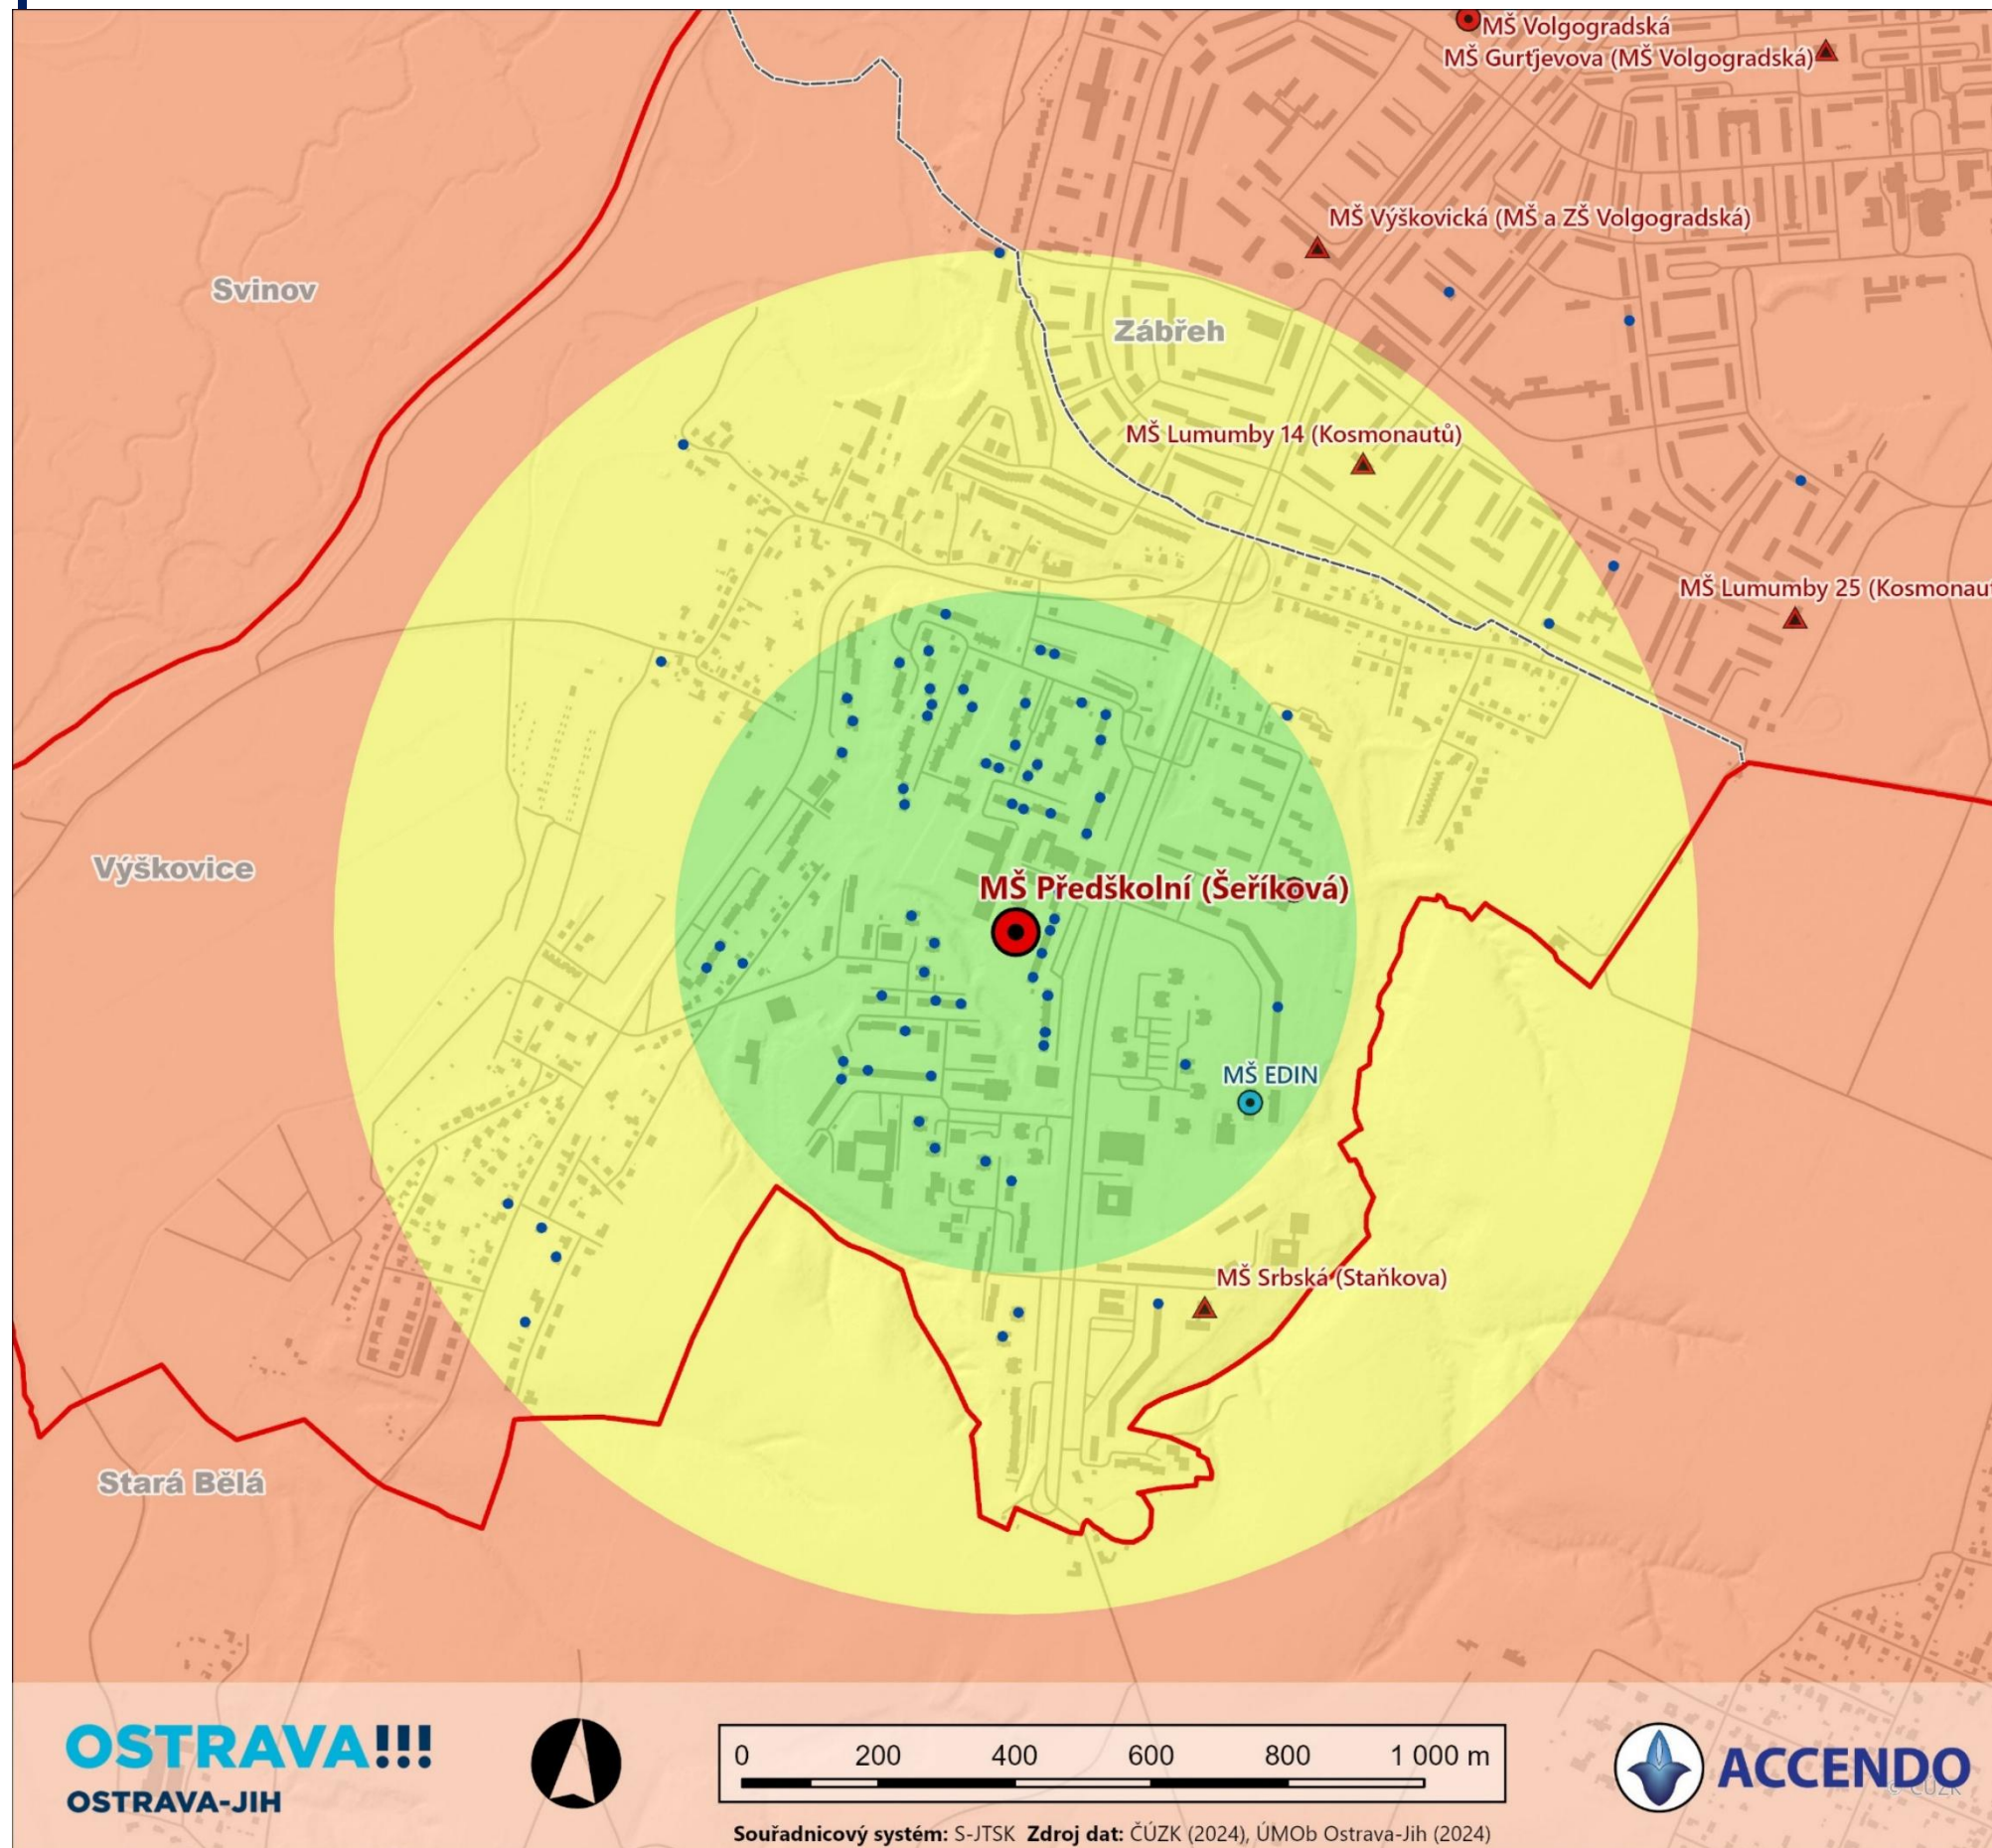 MŠ Volgogradská
MŠ Gurťjevova (MŠ Volgogradská)
MŠ Výškovická (MŠ a ZŠ Volgogradská)
Svinov
Zábřeh
MŠ Lumumby 14 (Kosmonautů)
MŠ Lumumby 25 (Kosmonaut
Výškovice
MŠ Předškolní (Šeříková)
MŠ EDIN
MŠ Srbská (Staňkova)
Stará Bělá
OSTRAVA!!!
OSTRAVA-JIH
0 200 400 600 800 1 000 m
ACCENDO
© ČÚZK
Souřadnicový systém: S-JTSK Zdroj dat: ČÚZK (2024), ÚMOb Ostrava-Jih (2024)